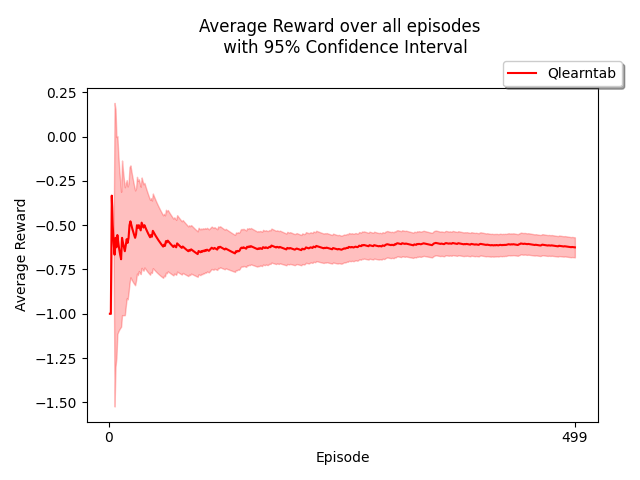 Average Reward over all episodes
with 95% Confidence Interval
Qlearntab
0.25
0.00
−0.25
−0.50
−0.75
−1.00
−1.25
−1.50
Average Reward
0 499
Episode